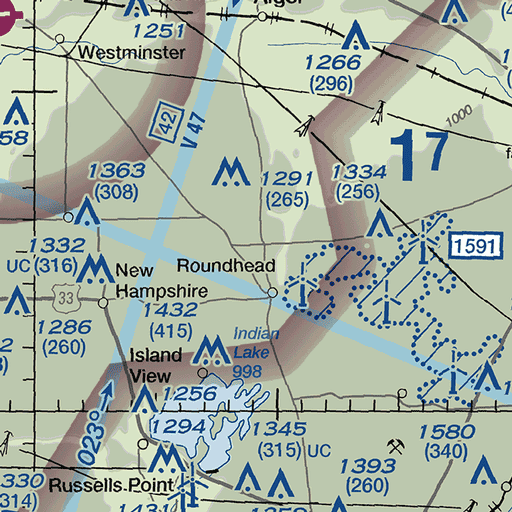 Alger
1251
Westminster
1266
(296)
1000
42
V 47
17
58
1363
(308)
1291
(265)
1334
(256)
1591
1332
UC (316)
New
Hampshire
Roundhead
33
1286
(260)
1432
(415)
Indian
Lake
998
Island
View
1256
023°
1294
1345
(315) UC
1580
(340)
1393
(260)
1330
(314)
Russells Point
1431